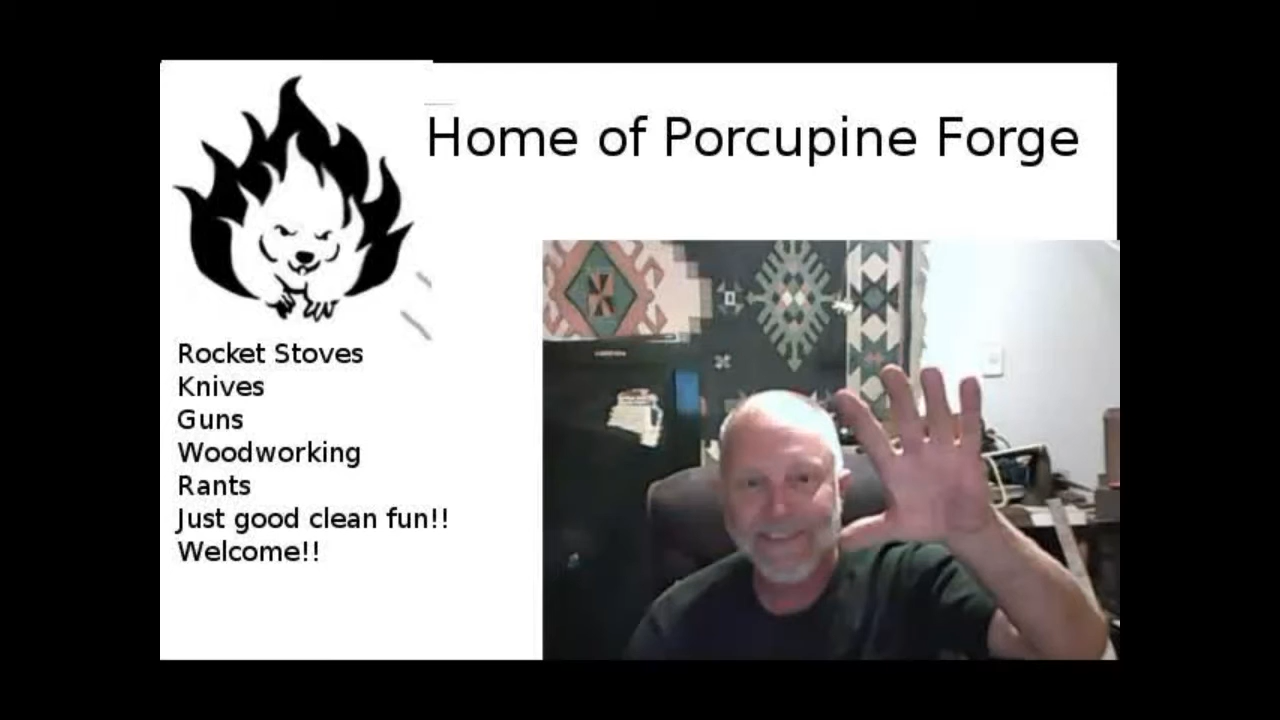 Home of Porcupine Forge
Rocket Stoves
Knives
Guns
Woodworking
Rants
Just good clean fun!!
Welcome!!